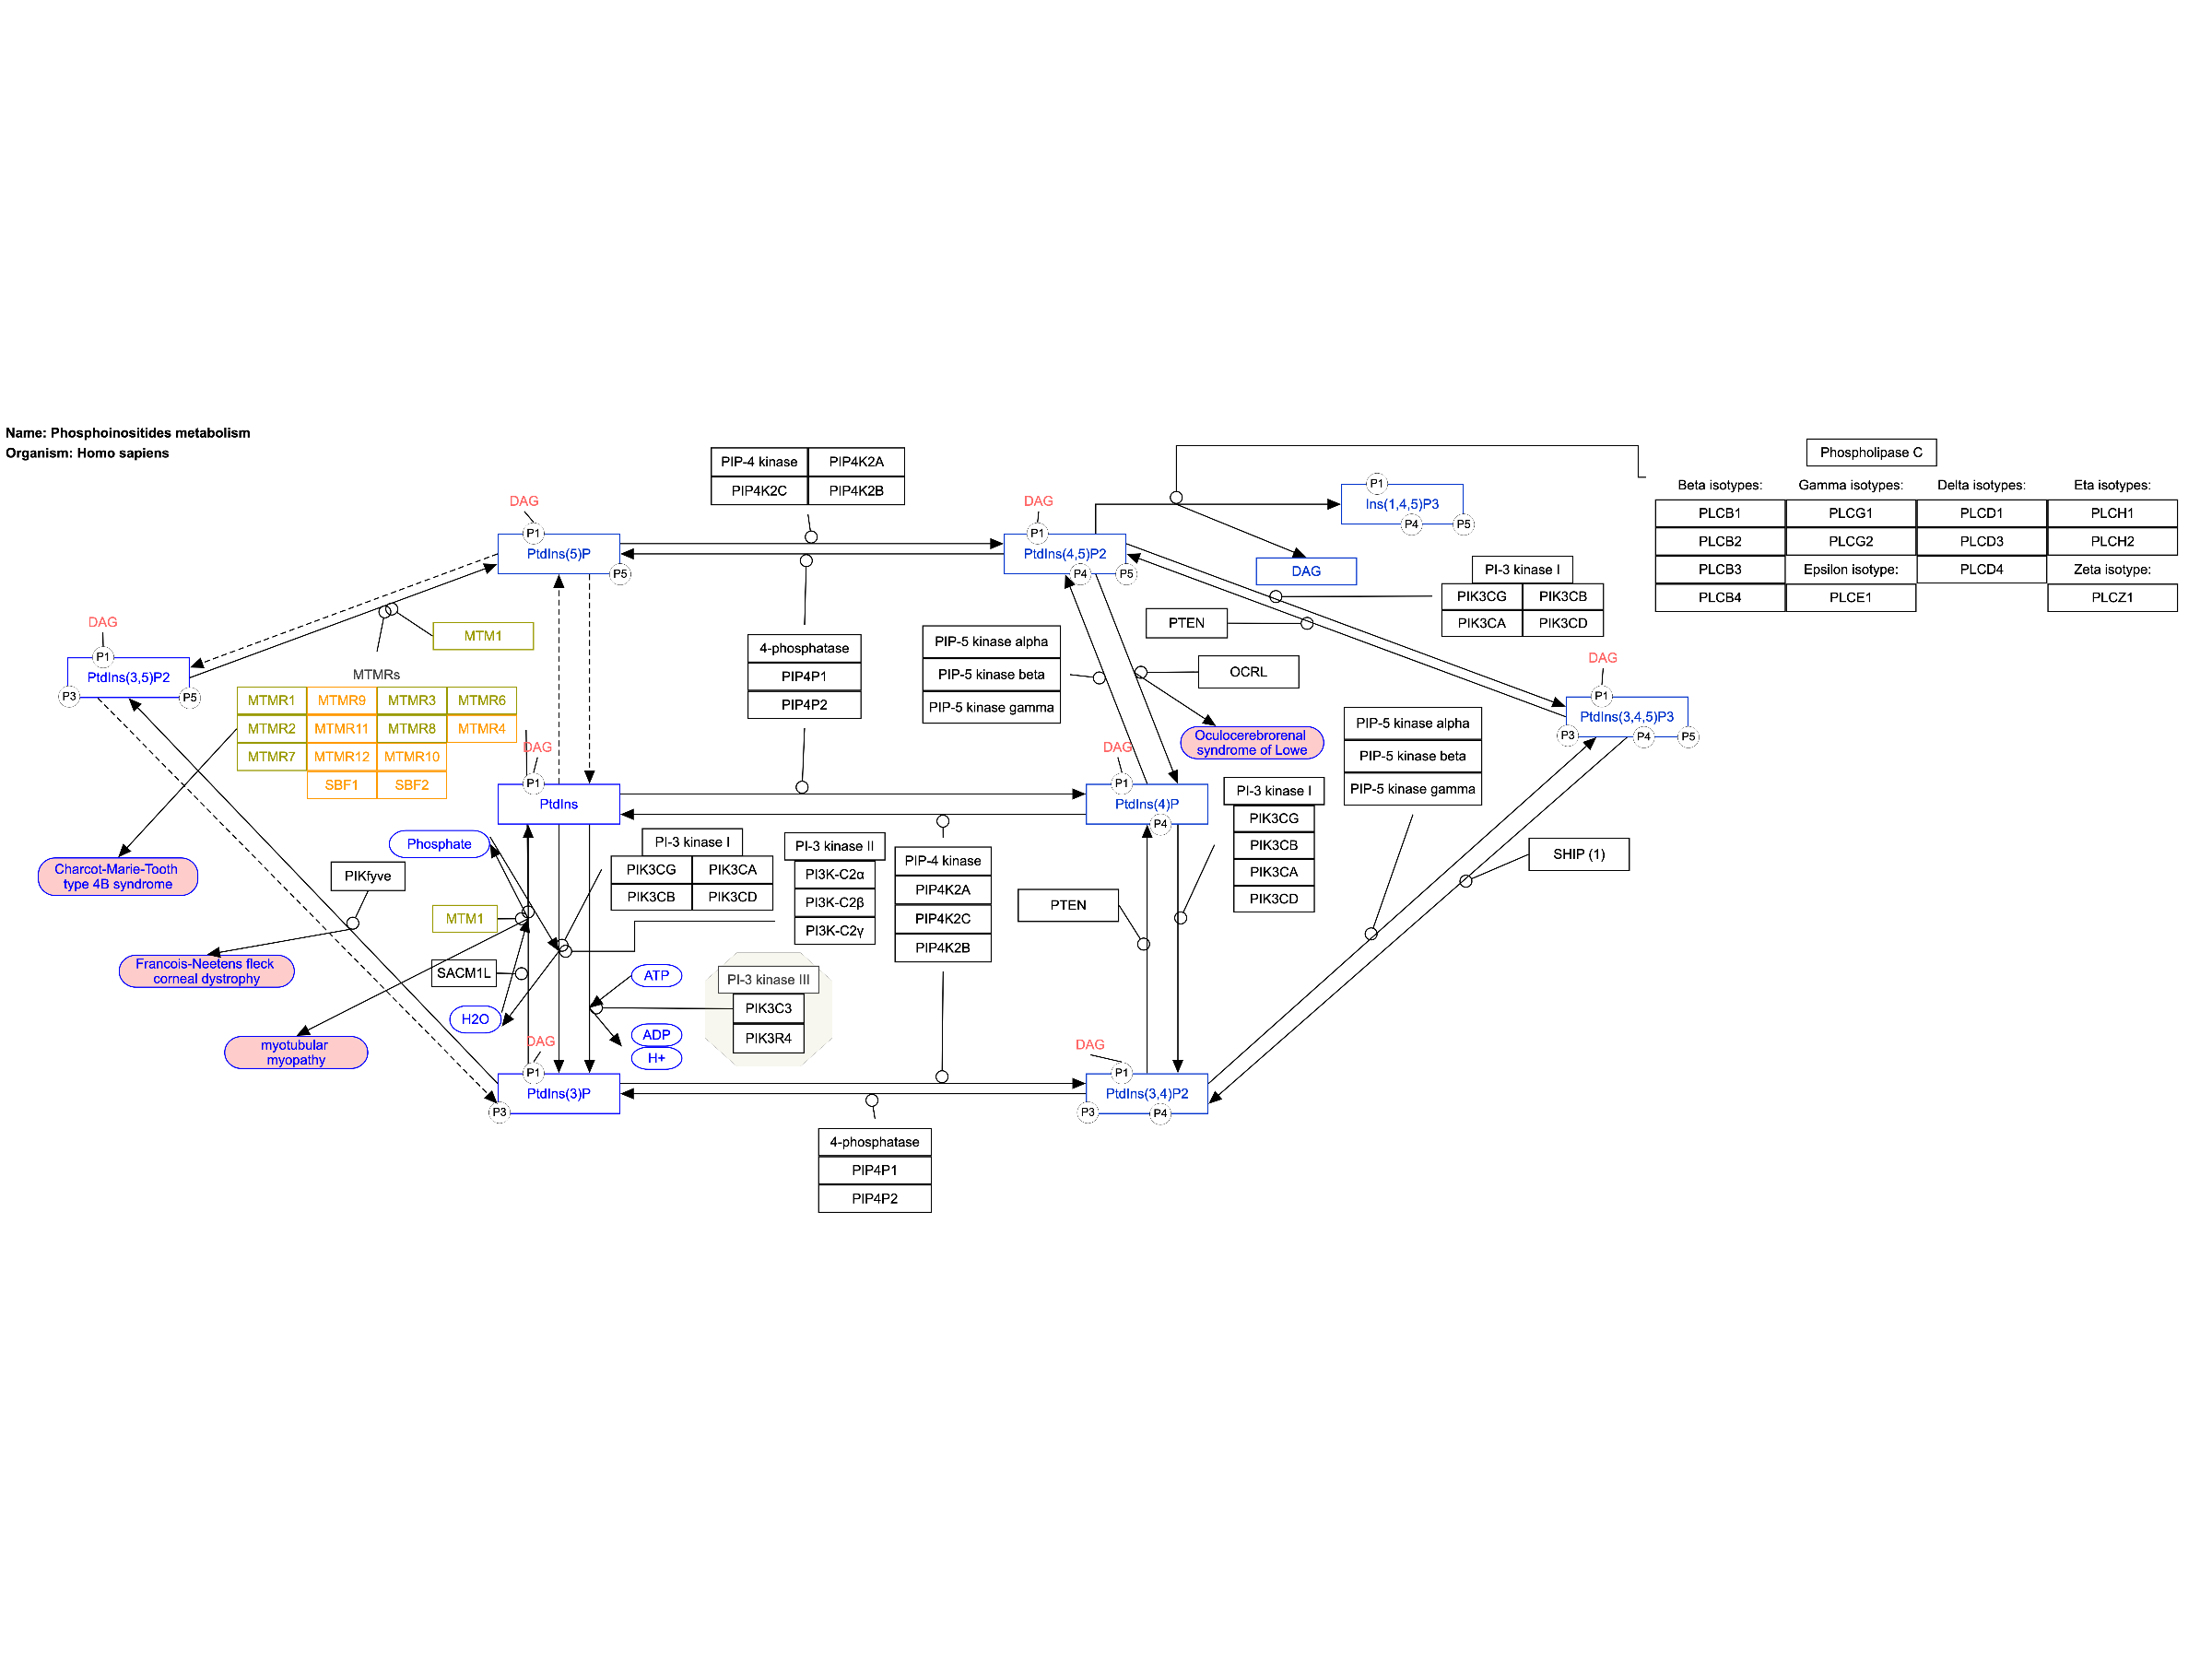 Name: Phosphoinositides metabolism
Organism: Homo sapiens
PIP-4 kinase
PIP4K2A
PIP4K2C
PIP4K2B
Phospholipase C
Beta isotypes:
Gamma isotypes:
Delta isotypes:
Eta isotypes:
PLCB1
PLCG1
PLCD1
PLCH1
PLCB2
PLCG2
PLCD3
PLCH2
PLCB3
Epsilon isotype:
PLCD4
Zeta isotype:
PLCB4
PLCE1
PLCZ1
DAG
P1
PtdIns(5)P
P5
DAG
P1
PtdIns(4,5)P2
P4
P5
P1
Ins(1,4,5)P3
P4
P5
DAG
PI-3 kinase I
PIK3CG
PIK3CB
PIK3CA
PIK3CD
PTEN
DAG
P1
PtdIns(3,5)P2
P3
P5
MTM1
MTMRs
MTMR1
MTMR9
MTMR3
MTMR6
MTMR2
MTMR11
MTMR8
MTMR4
MTMR7
MTMR12
MTMR10
SBF1
SBF2
4-phosphatase
PIP4P1
PIP4P2
PIP-5 kinase alpha
PIP-5 kinase beta
PIP-5 kinase gamma
OCRL
Oculocerebrorenal
syndrome of Lowe
DAG
P1
PtdIns(3,4,5)P3
P3
P4
P5
PIP-5 kinase alpha
PIP-5 kinase beta
PIP-5 kinase gamma
DAG
P1
PtdIns
DAG
P1
PtdIns(4)P
P4
PI-3 kinase I
PIK3CG
PIK3CB
PIK3CA
PIK3CD
SHIP (1)
Phosphate
PI-3 kinase I
PIK3CG
PIK3CA
PIK3CB
PIK3CD
PI-3 kinase II
PI3K-C2α
PI3K-C2β
PI3K-C2γ
PIP-4 kinase
PIP4K2A
PIP4K2C
PIP4K2B
PTEN
Charcot-Marie-Tooth
type 4B syndrome
PIKfyve
MTM1
Francois-Neetens fleck
corneal dystrophy
SACM1L
ATP
PI-3 kinase III
PIK3C3
PIK3R4
H2O
ADP
H+
myotubular
myopathy
DAG
P1
PtdIns(3)P
P3
DAG
P1
PtdIns(3,4)P2
P3
P4
4-phosphatase
PIP4P1
PIP4P2